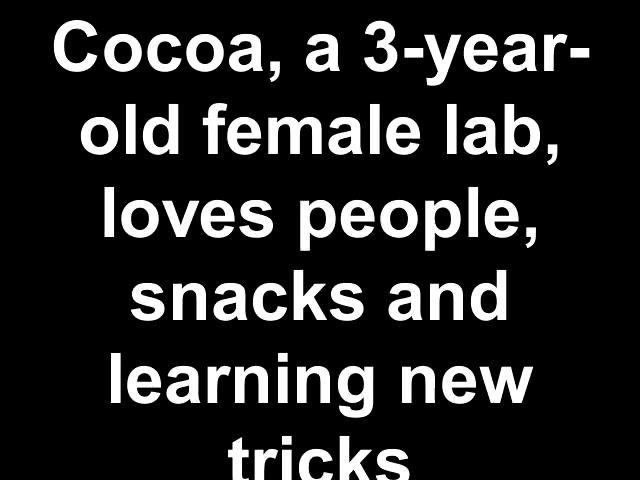 Cocoa, a 3-year-
old female lab,
loves people,
snacks and
learning new
tricks